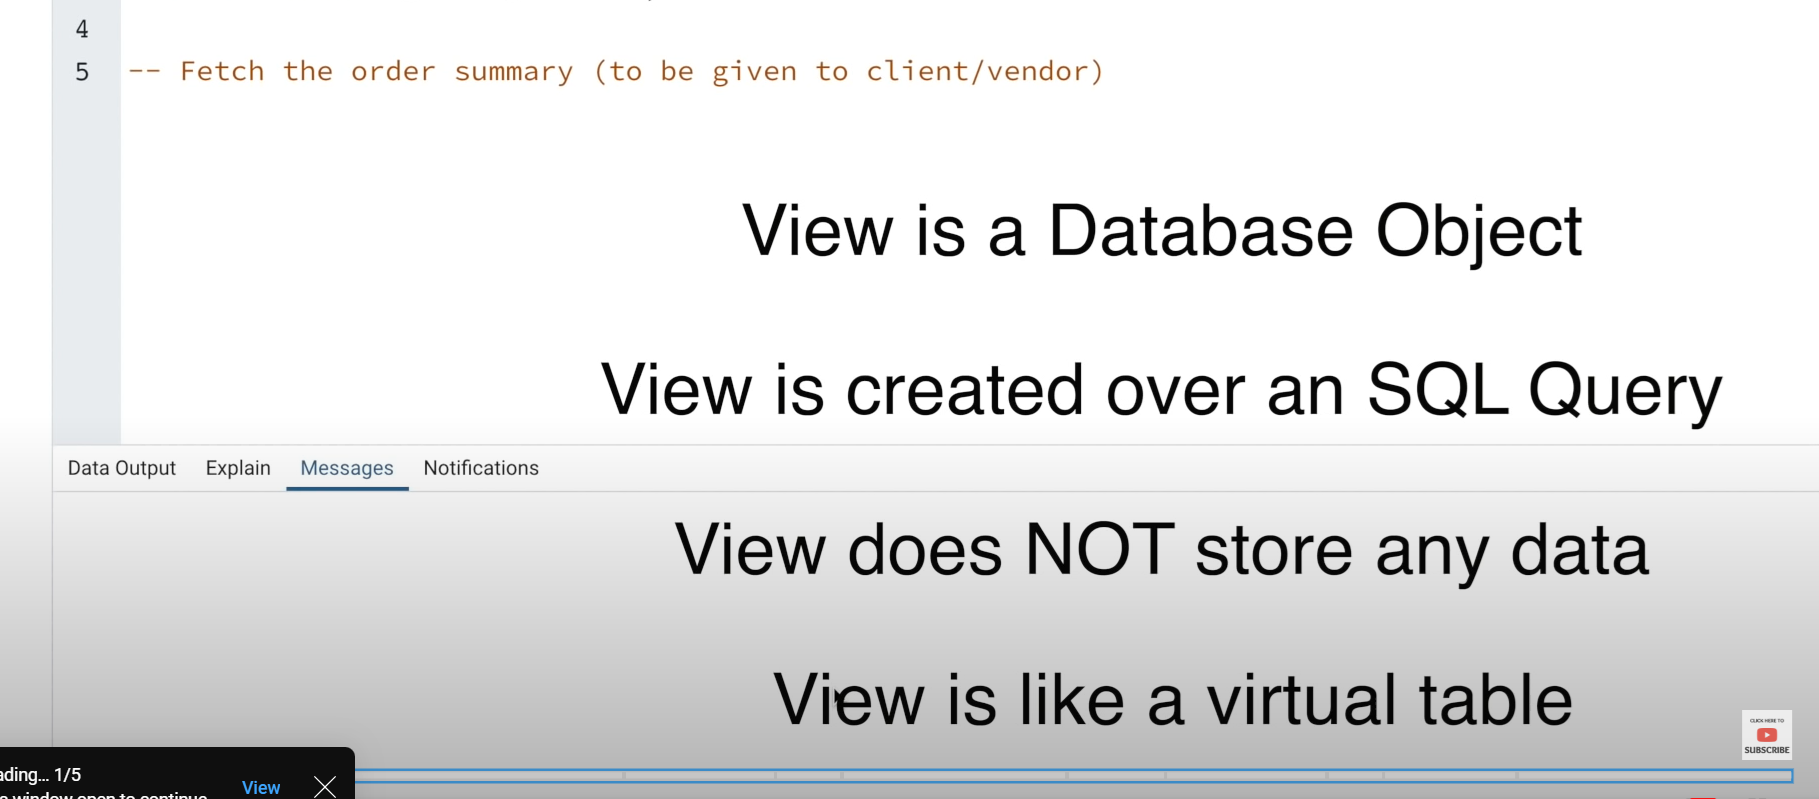 4
5 -- Fetch the order summary (to be given to client/vendor)
View is a Database Object
View is created over an SQL Query
Data Output Explain Messages Notifications
View does NOT store any data
View is like a virtual table
CLICK HERE TO
SUBSCRIBE
ading... 1/5
View
window open to continue